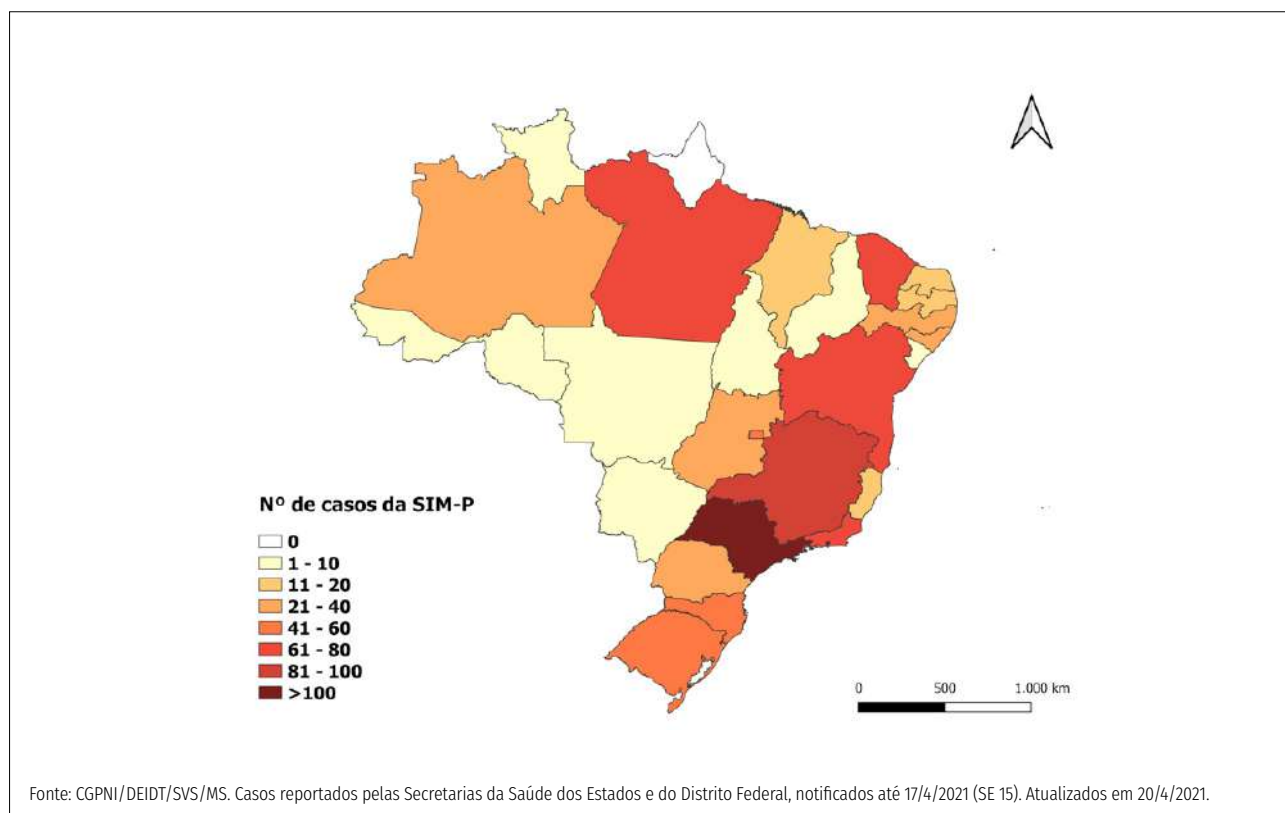 Nº de casos da SIM-P
0
1 - 10
11 - 20
21 - 40
41 - 60
61 - 80
81 - 100
>100
0 500 1.000 km
Fonte: CGPNI/DEIDT/SVS/MS. Casos reportados pelas Secretarias da Saúde dos Estados e do Distrito Federal, notificados até 17/4/2021 (SE 15). Atualizados em 20/4/2021.